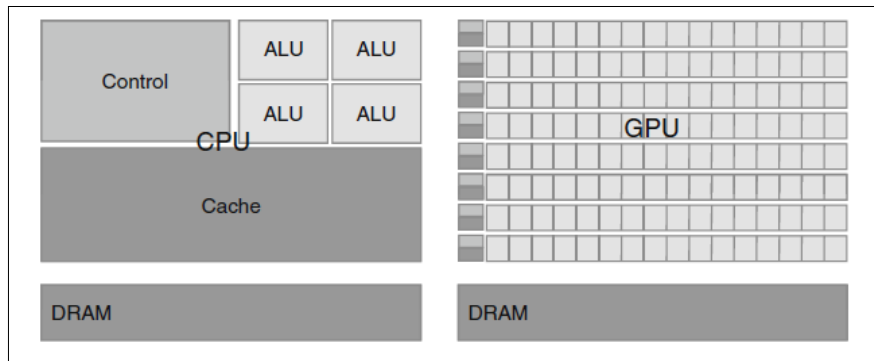 Control
ALU ALU
ALU ALU
CPU
Cache
DRAM
GPU
DRAM